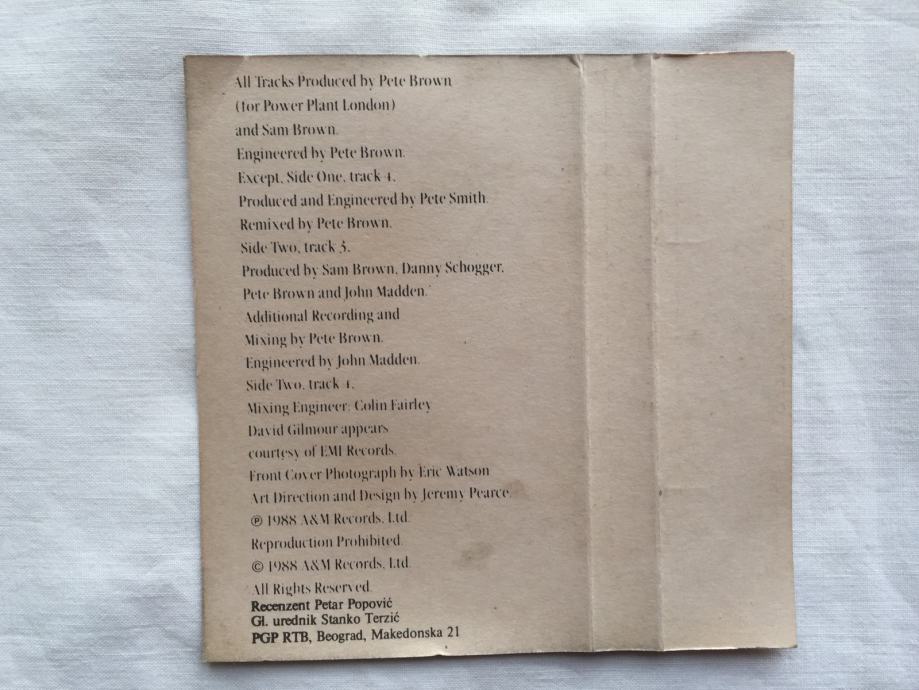 All Tracks Produced by Pete Brown
(for Power Plant London)
and Sam Brown.
Engineered by Pete Brown.
Except, Side One, track 4.
Produced and Engineered by Pete Smith.
Remixed by Pete Brown.
Side Two, track 3.
Produced by Sam Brown, Danny Schogger,
Pete Brown and John Madden.
Additional Recording and
Mixing by Pete Brown.
Engineered by John Madden.
Side Two, track 4.
Mixing Engineer: Colin Fairley
David Gilmour appears
courtesy of EMI Records.
Front Cover Photograph by Eric Watson
Art Direction and Design by Jeremy Pearce.
℗ 1988 A&M Records, Ltd.
Reproduction Prohibited.
© 1988 A&M Records, Ltd.
All Rights Reserved.
Recenzent Petar Popović
Gl. urednik Stanko Terzić
PGP RTB, Beograd, Makedonska 21